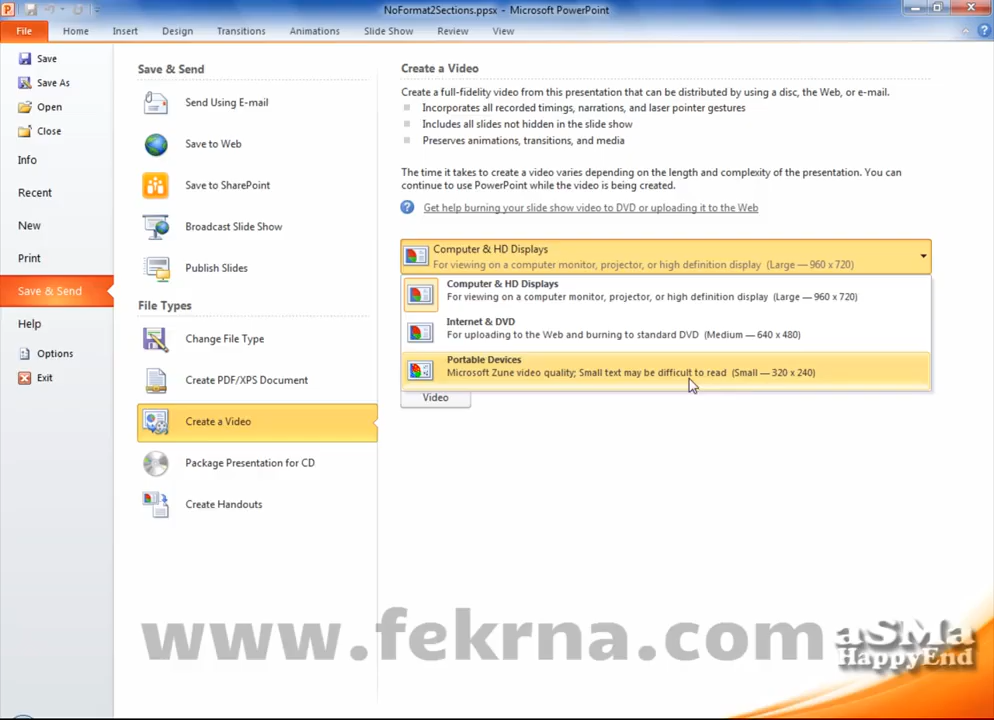 NoFormat2Sections.ppsx - Microsoft PowerPoint
File Home Insert Design Transitions Animations Slide Show Review View
Save
Save As
Open
Close
Info
Recent
New
Print
Save & Send
Help
Options
Exit
Save & Send
Send Using E-mail
Save to Web
Save to SharePoint
Broadcast Slide Show
Publish Slides
File Types
Change File Type
Create PDF/XPS Document
Create a Video
Package Presentation for CD
Create Handouts
Create a Video
Create a full-fidelity video from this presentation that can be distributed by using a disc, the Web, or e-mail.
Incorporates all recorded timings, narrations, and laser pointer gestures
Includes all slides not hidden in the slide show
Preserves animations, transitions, and media
The time it takes to create a video varies depending on the length and complexity of the presentation. You can
continue to use PowerPoint while the video is being created.
Get help burning your slide show video to DVD or uploading it to the Web
Computer & HD Displays
For viewing on a computer monitor, projector, or high definition display (Large — 960 x 720)
Computer & HD Displays
For viewing on a computer monitor, projector, or high definition display (Large — 960 x 720)
Internet & DVD
For uploading to the Web and burning to standard DVD (Medium — 640 x 480)
Portable Devices
Microsoft Zune video quality; Small text may be difficult to read (Small — 320 x 240)
Video
www.fekrna.com
aSMa
HappyEnd